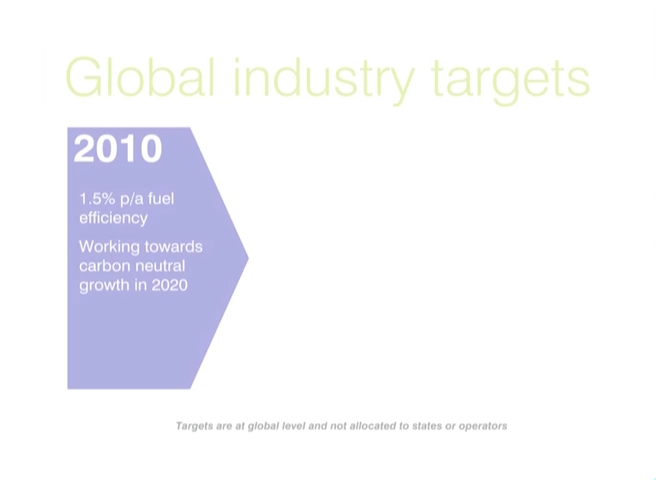 Global industry targets
2010
1.5% p/a fuel
efficiency
Working towards
carbon neutral
growth in 2020
Targets are at global level and not allocated to states or operators